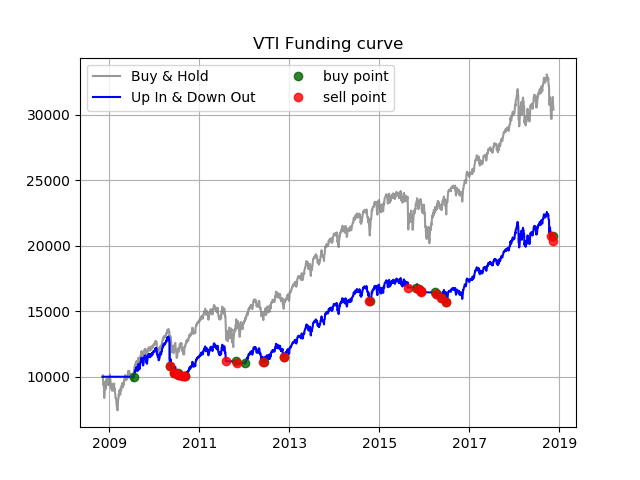 VTI Funding curve
Buy & Hold
Up In & Down Out
buy point
sell point
30000
25000
20000
15000
10000
2009 2011 2013 2015 2017 2019